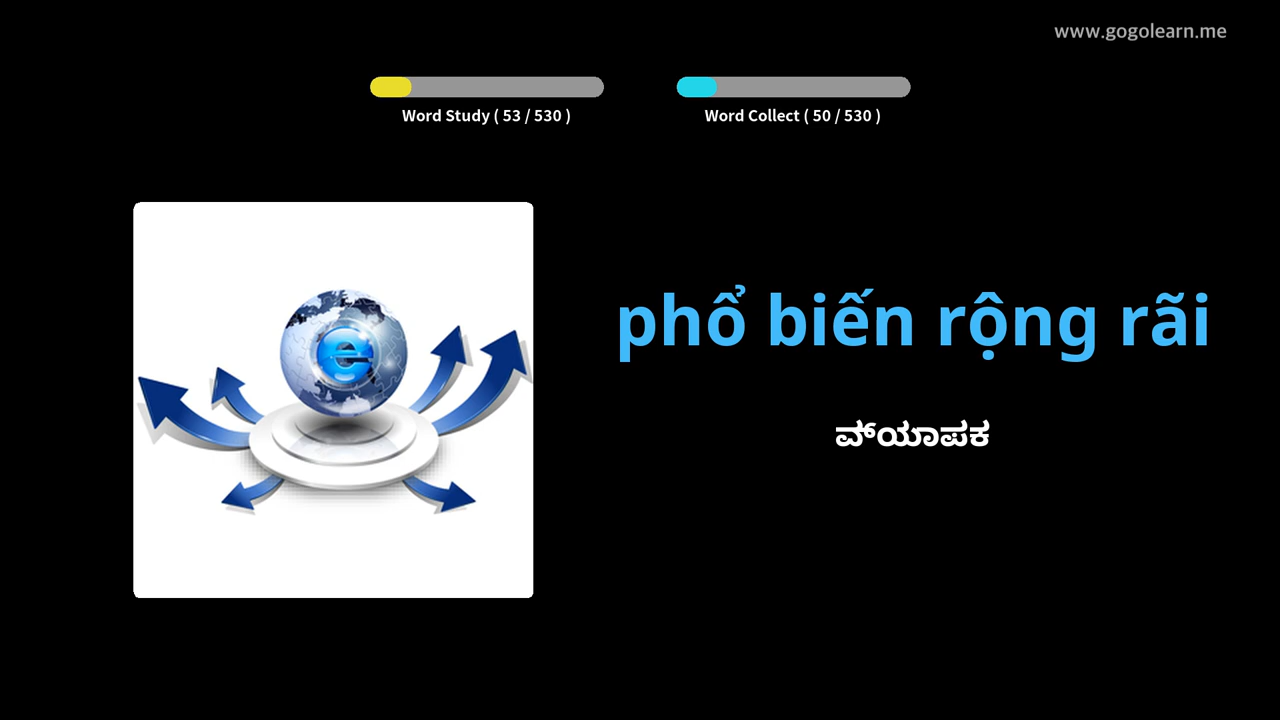 www.gogolearn.me
Word Study ( 53 / 530 )
Word Collect ( 50 / 530 )
e
phổ biến rộng rãi
ವ್ಯಾಪಕ